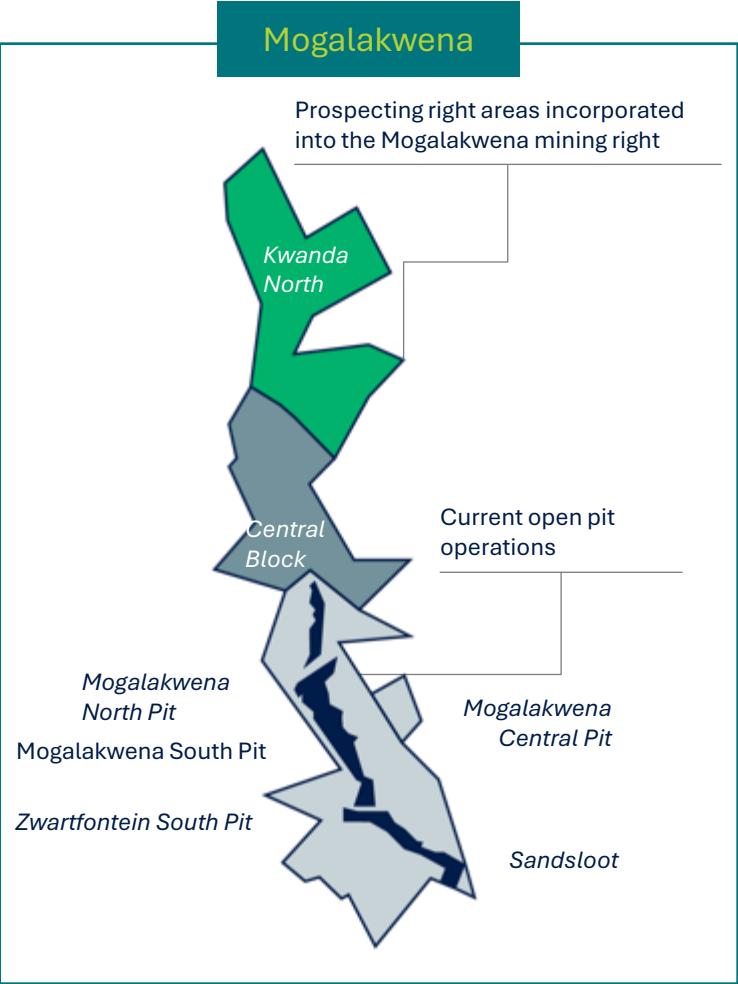 Mogalakwena
Prospecting right areas incorporated
into the Mogalakwena mining right
Kwanda
North
Central
Block
Current open pit
operations
Mogalakwena
North Pit
Mogalakwena South Pit
Mogalakwena
Central Pit
Zwartfontein South Pit
Sandsloot